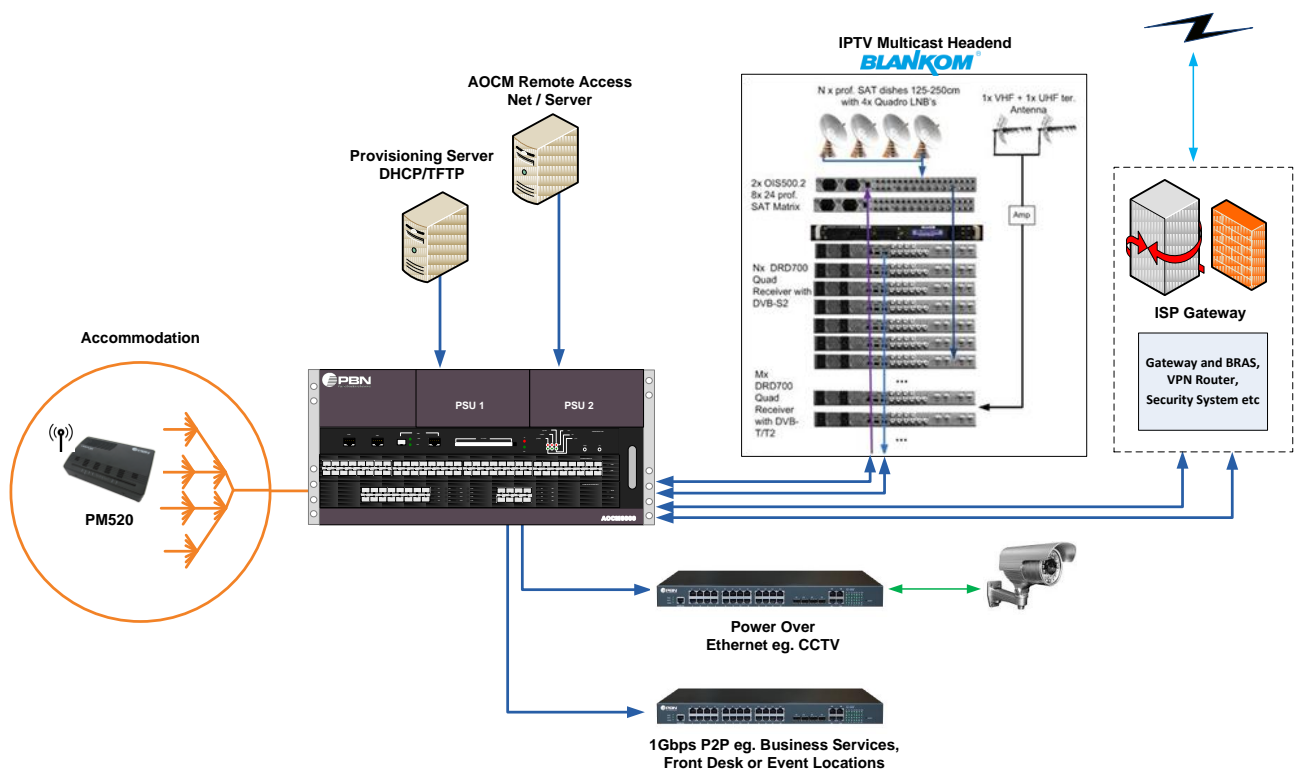 IPTV Multicast Headend
BLANKOM
AOCM Remote Access
Net / Server
Provisioning Server
DHCP/TFTP
N x prof. SAT dishes 125-250cm
with 4x Quadro LNB's
1x VHF + 1x UHF ter.
Antenna
2x OIS500.2
8x 24 prof.
SAT Matrix
Amp
Nx DRD700
Quad
Receiver with
DVB-S2
...
Mx
DRD700
Quad
Receiver
with DVB-
T/T2
...
ISP Gateway
Gateway and BRAS,
VPN Router,
Security System etc
Accommodation
PM520
PBN
PSU 1
PSU 2
PBN
Power Over
Ethernet eg. CCTV
PBN
1Gbps P2P eg. Business Services,
Front Desk or Event Locations